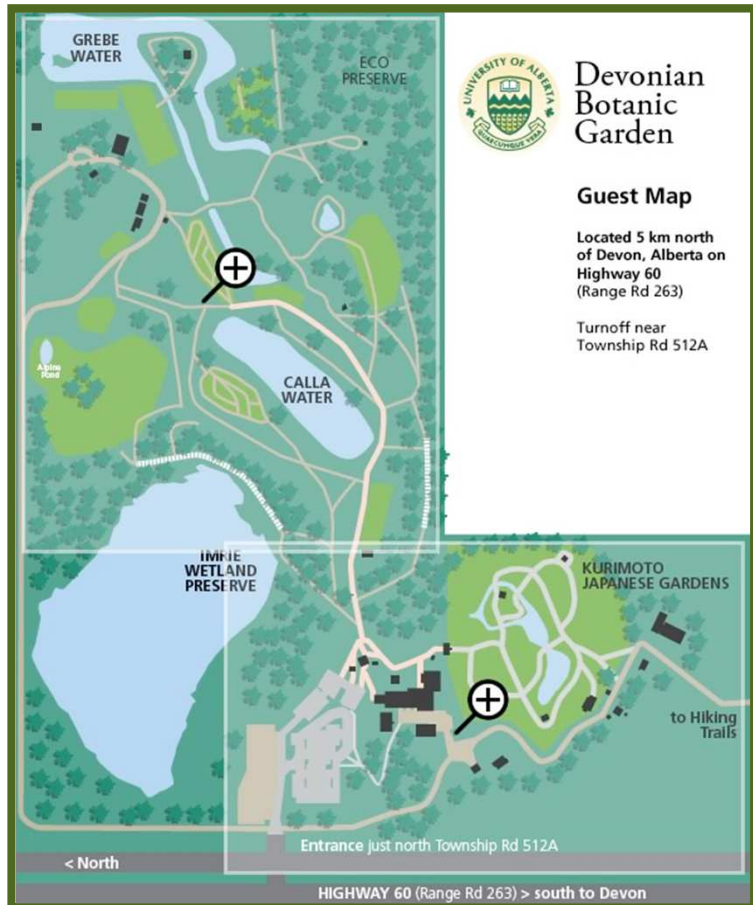 GREBE
WATER
ECO
PRESERVE
UNIVERSITY OF ALBERTA
QUAECUMQUE VERA
Devonian
Botanic
Garden
Guest Map
Located 5 km north
of Devon, Alberta on
Highway 60
(Range Rd 263)
Turnoff near
Township Rd 512A
Alpine
Pond
CALLA
WATER
IMRIE
WETLAND
PRESERVE
KURIMOTO
JAPANESE GARDENS
to Hiking
Trails
Entrance just north Township Rd 512A
< North
HIGHWAY 60 (Range Rd 263) > south to Devon